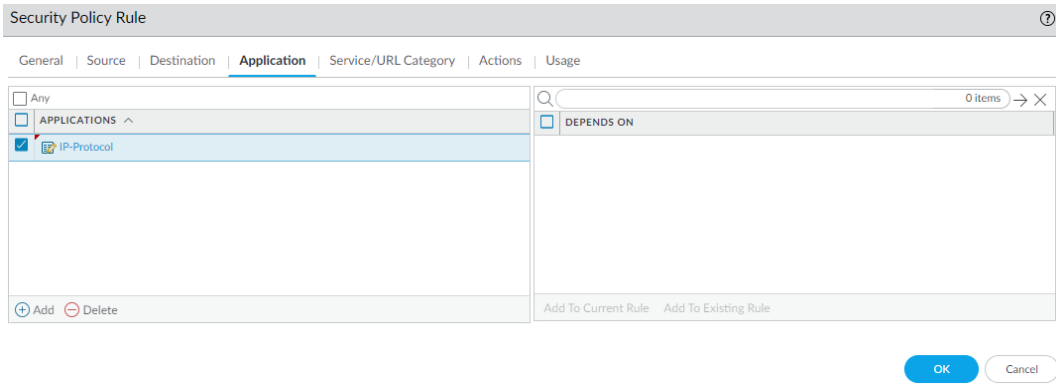 Security Policy Rule
General | Source | Destination | Application | Service/URL Category | Actions | Usage
Any
APPLICATIONS
IP-Protocol
Add Delete
0 items
DEPENDS ON
Add To Current Rule Add To Existing Rule
OK Cancel